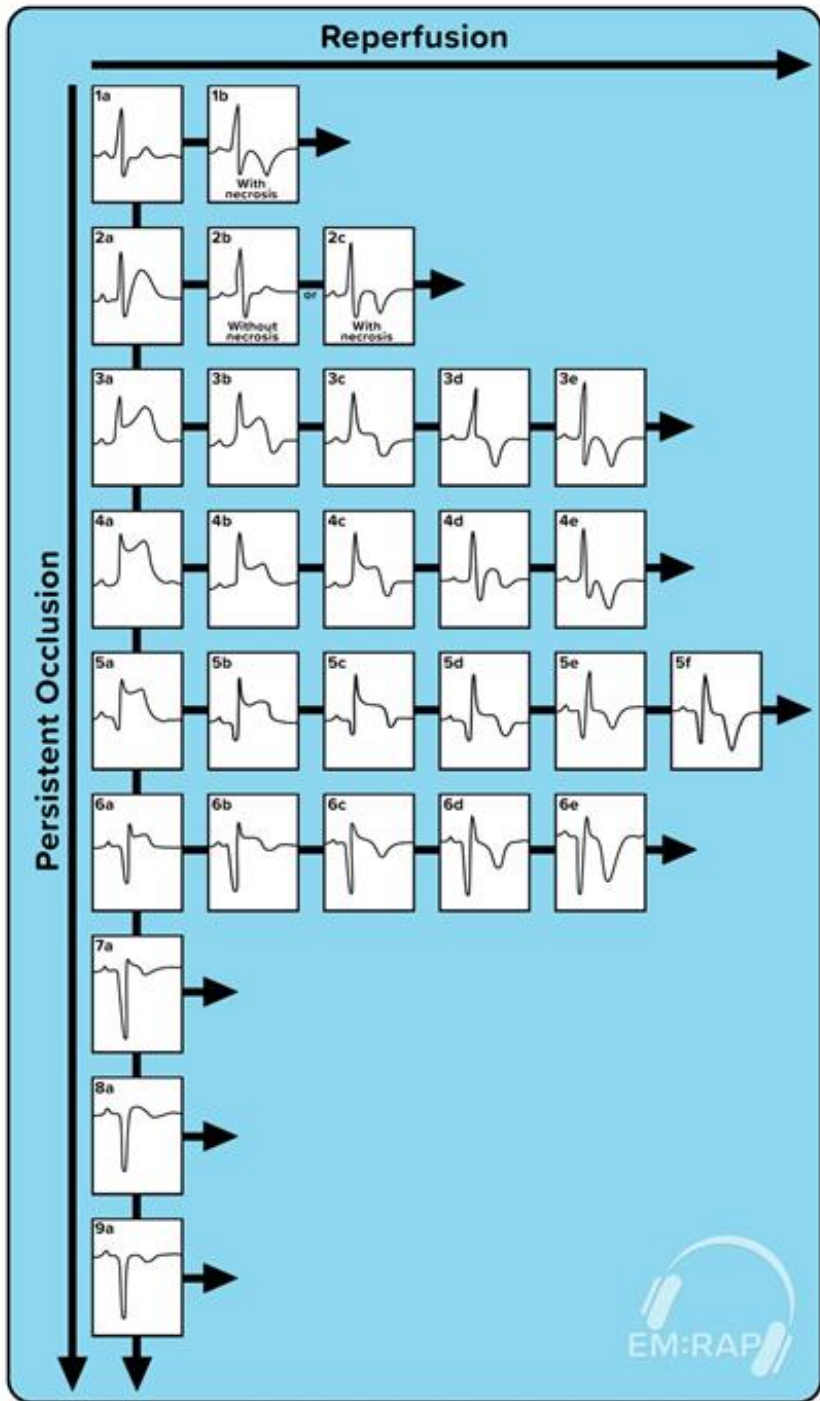 Reperfusion
Persistent Occlusion
1a
1b
With
necrosis
2a
2b
Without
necrosis
or
2c
With
necrosis
3a
3b
3c
3d
3e
4a
4b
4c
4d
4e
5a
5b
5c
5d
5e
5f
6a
6b
6c
6d
6e
7a
8a
9a
EM:RAP